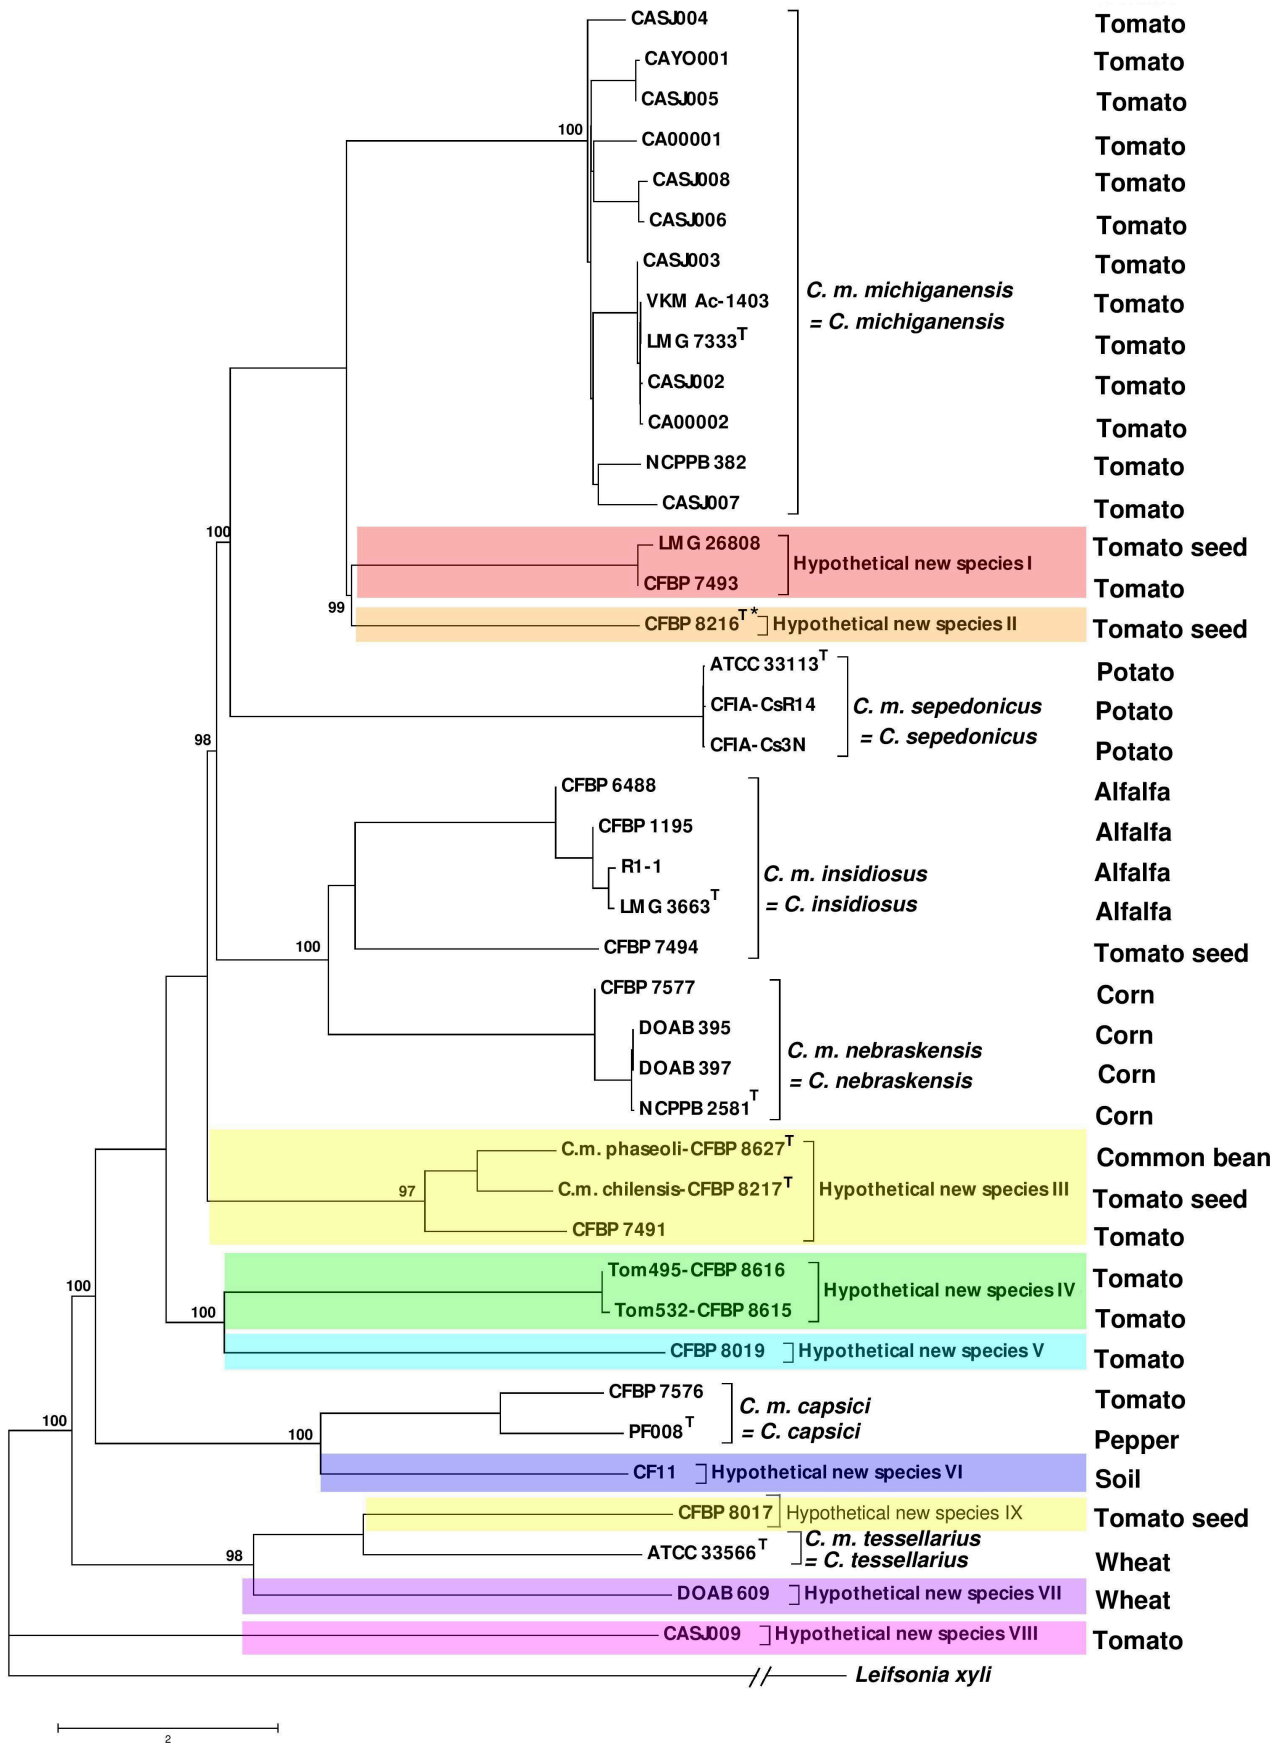 CASJ004 Tomato
CAYO001 Tomato
CASJ005 Tomato
100 CA00001 Tomato
CASJ008 Tomato
CASJ006 Tomato
CASJ003 Tomato
C. m. michiganensis
VKM Ac-1403 Tomato
= C. michiganensis
LMG 7333T Tomato
CASJ002 Tomato
CA00002 Tomato
NCPPB 382 Tomato
CASJ007 Tomato
100 LMG 26808 Tomato seed
Hypothetical new species I
CFBP 7493 Tomato
99
CFBP 8216T* Hypothetical new species II Tomato seed
ATCC 33113T Potato
CFIA-CsR14 C. m. sepedonicus Potato
98 = C. sepedonicus
CFIA-Cs3N Potato
CFBP 6488 Alfalfa
CFBP 1195 Alfalfa
R1-1 C. m. insidiosus Alfalfa
LMG 3663T = C. insidiosus Alfalfa
100 CFBP 7494 Tomato seed
CFBP 7577 Corn
DOAB 395 Corn
C. m. nebraskensis
DOAB 397 Corn
= C. nebraskensis
NCPPB 2581T Corn
C.m. phaseoli-CFBP 8627T Common bean
97 C.m. chilensis-CFBP 8217T Hypothetical new species III Tomato seed
CFBP 7491 Tomato
Tom495-CFBP 8616 Tomato
100 Hypothetical new species IV
100 Tom532-CFBP 8615 Tomato
CFBP 8019 Hypothetical new species V Tomato
CFBP 7576 Tomato
C. m. capsici
100 100 PF008T = C. capsici Pepper
CF11 Hypothetical new species VI Soil
CFBP 8017 Hypothetical new species IX Tomato seed
C. m. tessellarius
98 ATCC 33566T = C. tessellarius Wheat
DOAB 609 Hypothetical new species VII Wheat
CASJ009 Hypothetical new species VIII Tomato
Leifsonia xyli
2